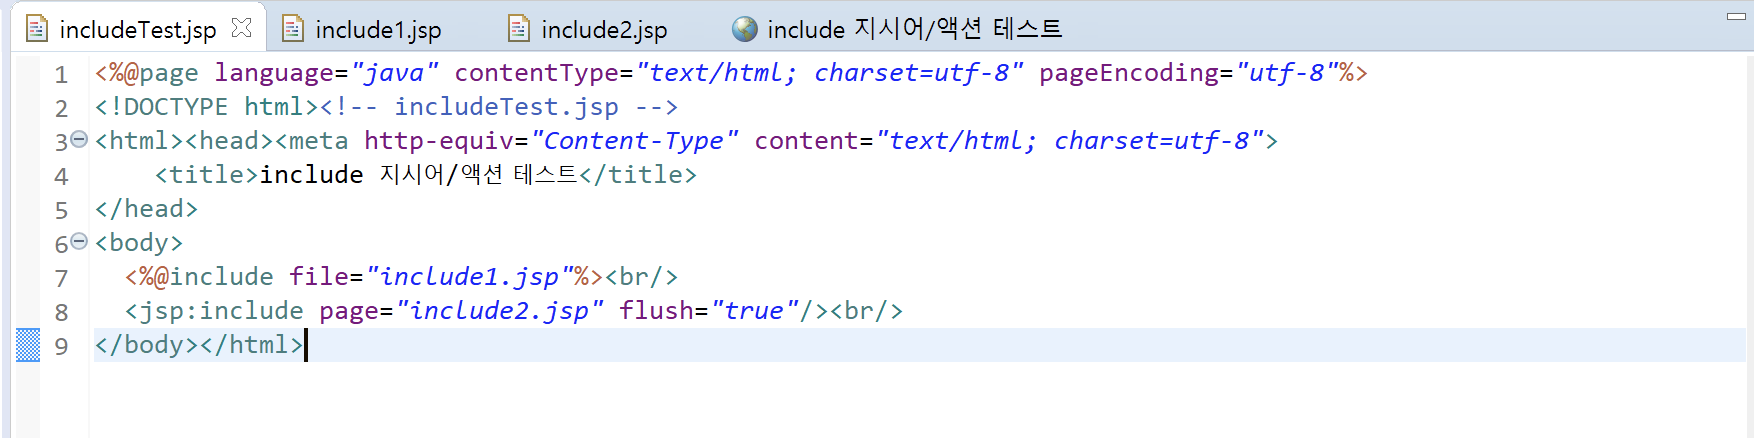 includeTest.jsp include1.jsp include2.jsp include 지시어/액션 테스트
1 <%@page language="java" contentType="text/html; charset=utf-8" pageEncoding="utf-8"%>
2 <!DOCTYPE html><!-- includeTest.jsp -->
3 <html><head><meta http-equiv="Content-Type" content="text/html; charset=utf-8">
4     <title>include 지시어/액션 테스트</title>
5 </head>
6 <body>
7   <%@include file="include1.jsp"%><br/>
8   <jsp:include page="include2.jsp" flush="true"/><br/>
9 </body></html>